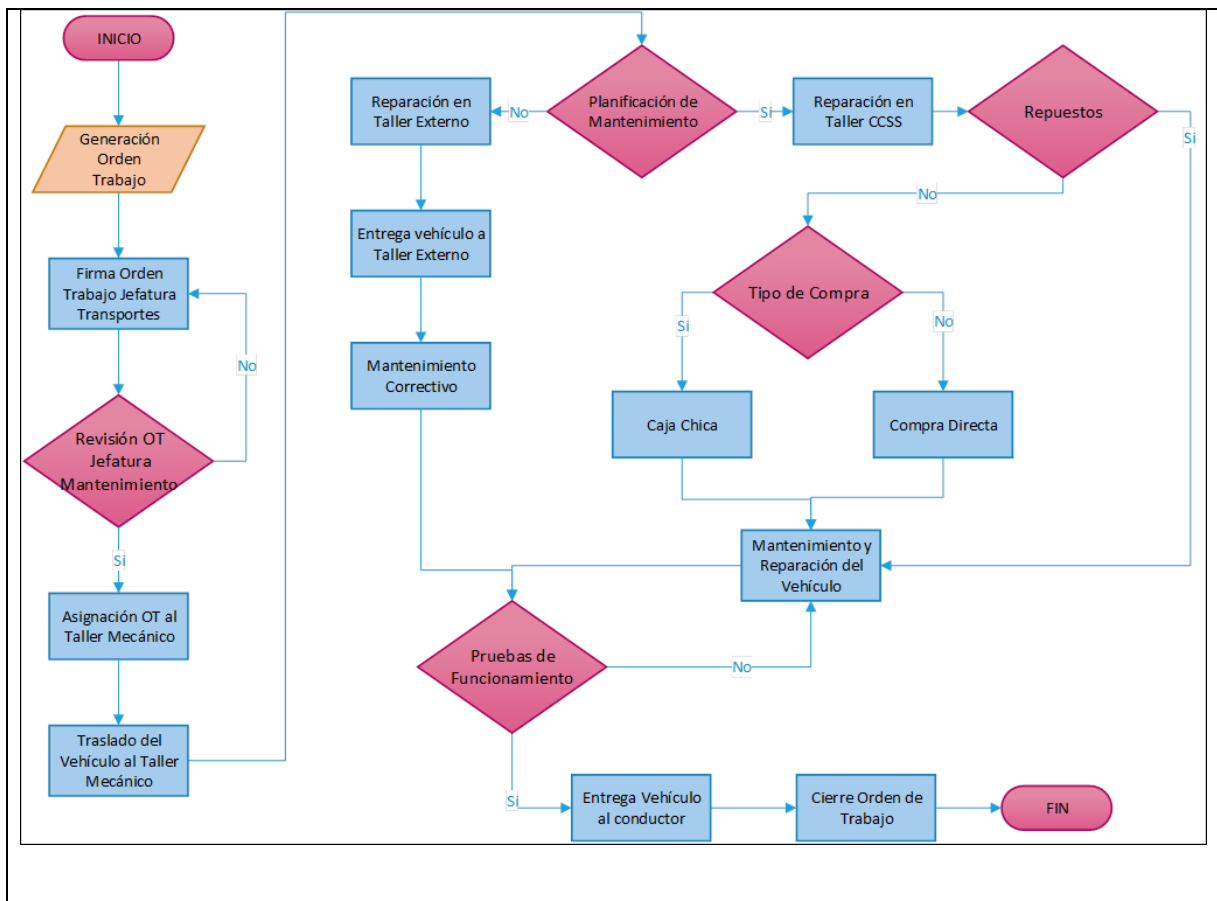 INICIO
Generación
Orden
Trabajo
Firma Orden
Trabajo Jefatura
Transportes
No
Revisión OT
Jefatura
Mantenimiento
Si
Asignación OT al
Taller Mecánico
Traslado del
Vehículo al Taller
Mecánico
Planificación de
Mantenimiento
No
Reparación en
Taller Externo
Entrega vehículo a
Taller Externo
Mantenimiento
Correctivo
Si
Reparación en
Taller CCSS
Repuestos
Si
No
Tipo de Compra
Si
No
Caja Chica
Compra Directa
Mantenimiento y
Reparación del
Vehículo
Pruebas de
Funcionamiento
No
Si
Entrega Vehículo
al conductor
Cierre Orden de
Trabajo
FIN